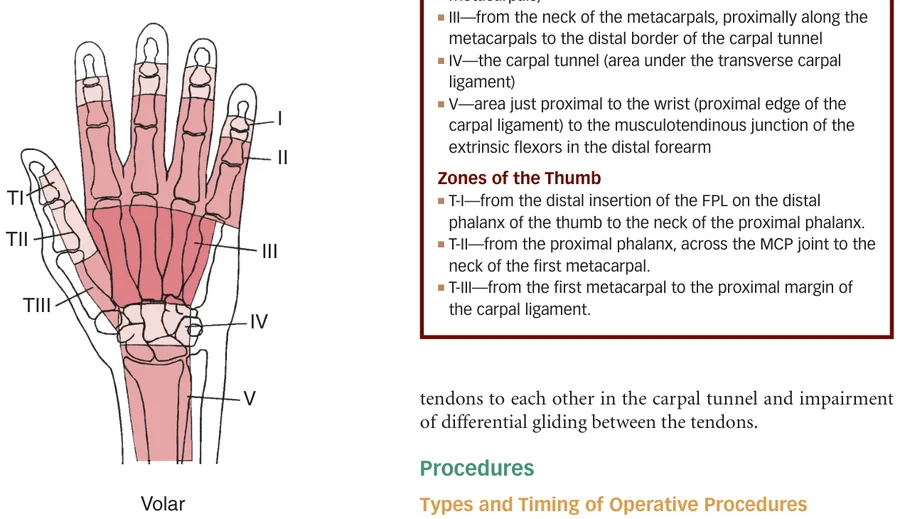 I
II
TI
TII
III
TIII
IV
V
Volar
metacarpals)
■ III—from the neck of the metacarpals, proximally along the
metacarpals to the distal border of the carpal tunnel
■ IV—the carpal tunnel (area under the transverse carpal
ligament)
■ V—area just proximal to the wrist (proximal edge of the
carpal ligament) to the musculotendinous junction of the
extrinsic flexors in the distal forearm
Zones of the Thumb
■ T-I—from the distal insertion of the FPL on the distal
phalanx of the thumb to the neck of the proximal phalanx.
■ T-II—from the proximal phalanx, across the MCP joint to the
neck of the first metacarpal.
■ T-III—from the first metacarpal to the proximal margin of
the carpal ligament.
tendons to each other in the carpal tunnel and impairment
of differential gliding between the tendons.
Procedures
Types and Timing of Operative Procedures